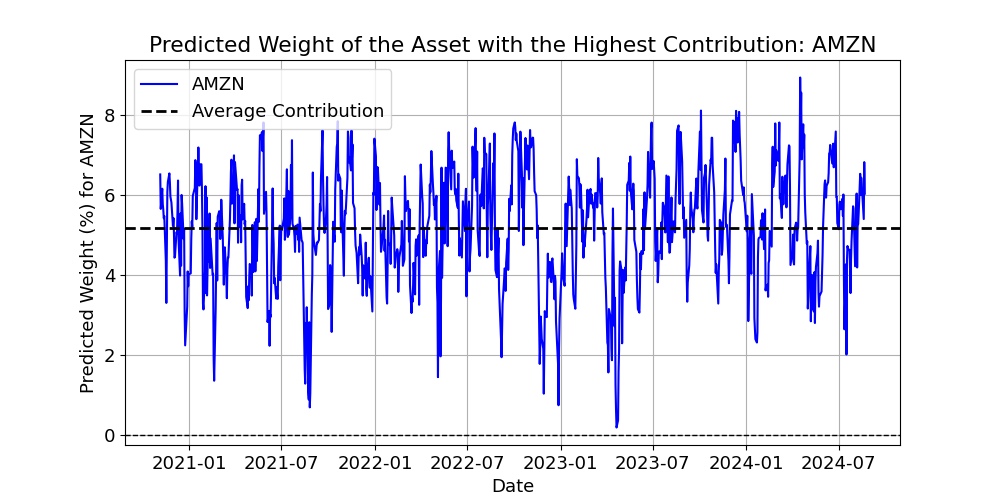 Predicted Weight of the Asset with the Highest Contribution: AMZN
AMZN
Average Contribution
Predicted Weight (%) for AMZN
8
6
4
2
0
2021-01 2021-07 2022-01 2022-07 2023-01 2023-07 2024-01 2024-07
Date